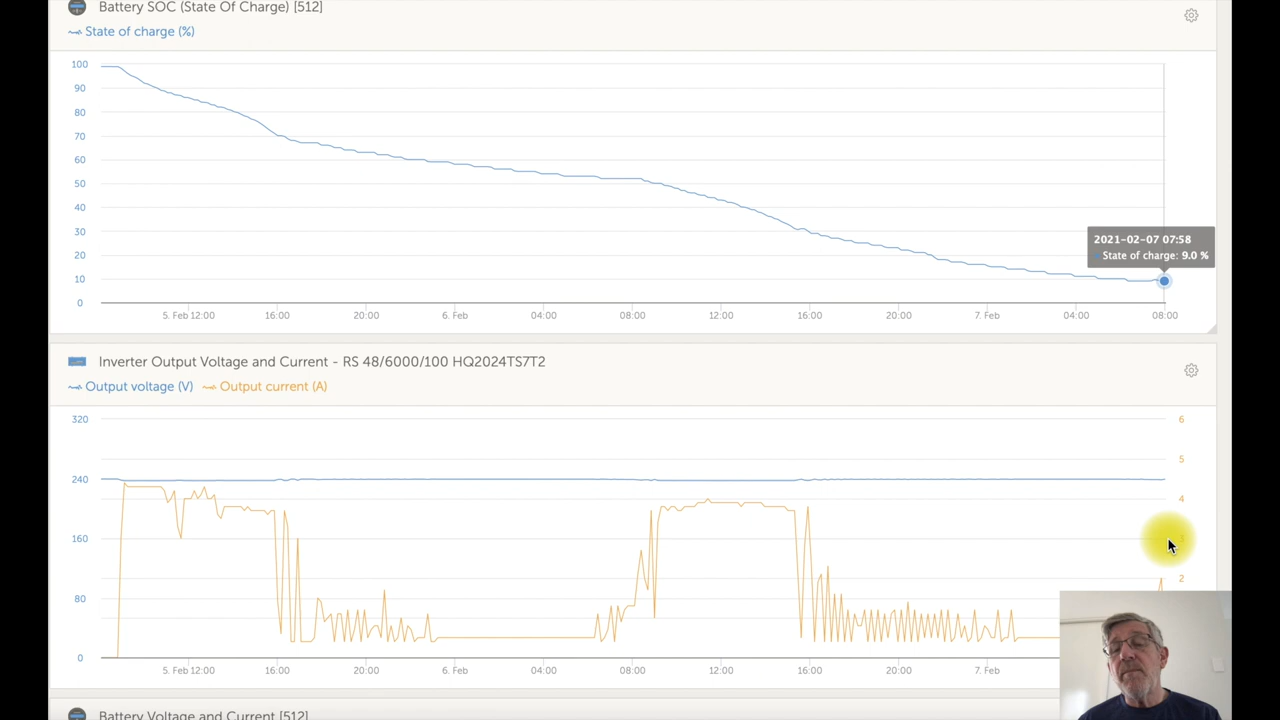 Battery SOC (State Of Charge) [512]
State of charge (%)
100
90
80
70
60
50
40
30
20
10
0
2021-02-07 07:58
State of charge: 9.0 %
5. Feb 12:00 16:00 20:00 6. Feb 04:00 08:00 12:00 16:00 20:00 7. Feb 04:00 08:00
Inverter Output Voltage and Current - RS 48/6000/100 HQ2024TS7T2
Output voltage (V) Output current (A)
320 6
5
240
4
160 3
80 2
0
5. Feb 12:00 16:00 20:00 6. Feb 04:00 08:00 12:00 16:00 20:00 7. Feb
Battery Voltage and Current [512]